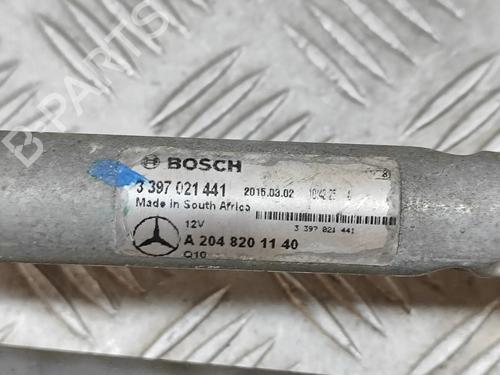 B-PARTS
BOSCH
3 397 021 441 2015.03.02
Made in South Africa
12V 3 397 021 441
A 204 820 11 40
Q10